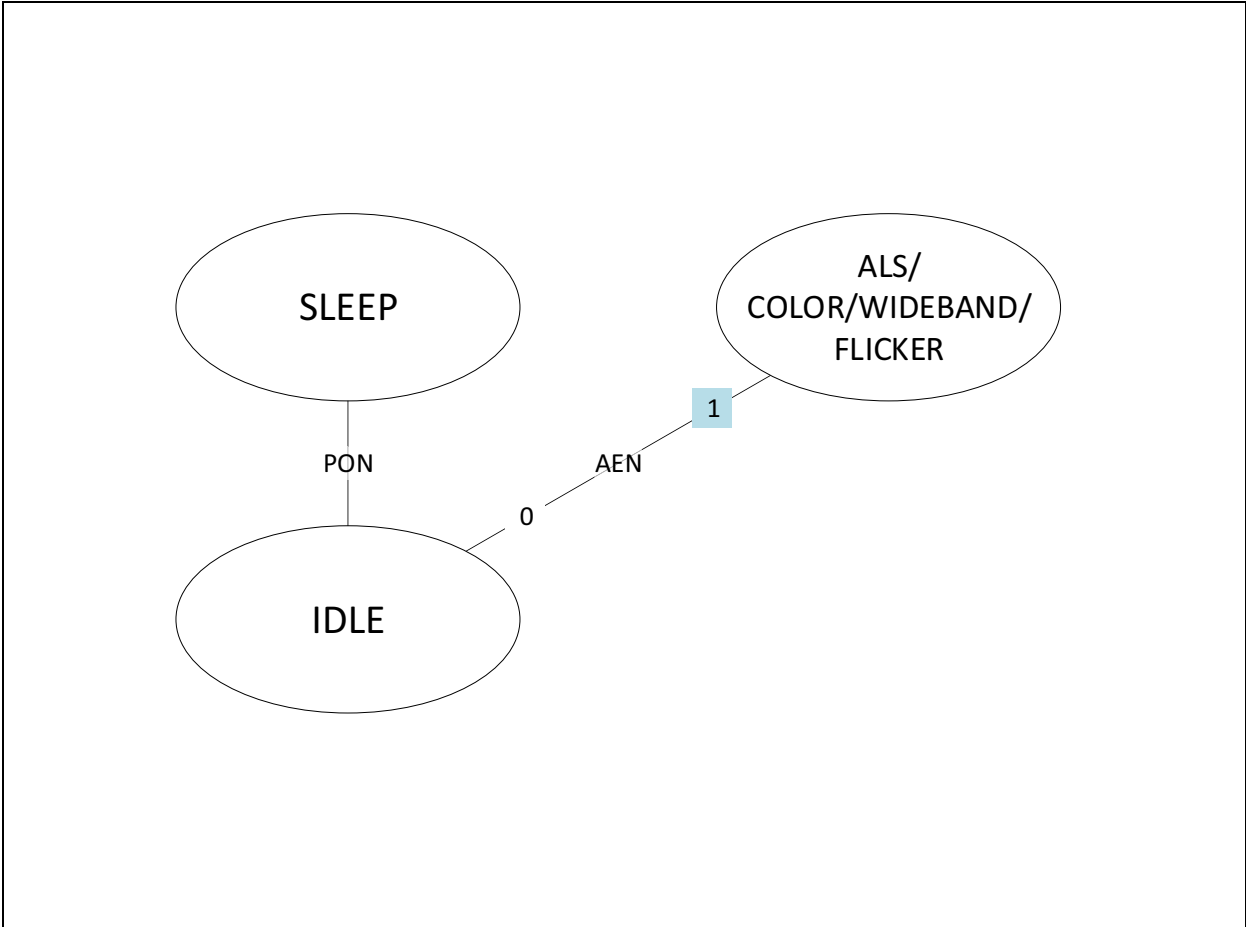 SLEEP
ALS/
COLOR/WIDEBAND/
FLICKER
1
PON
AEN
0
IDLE